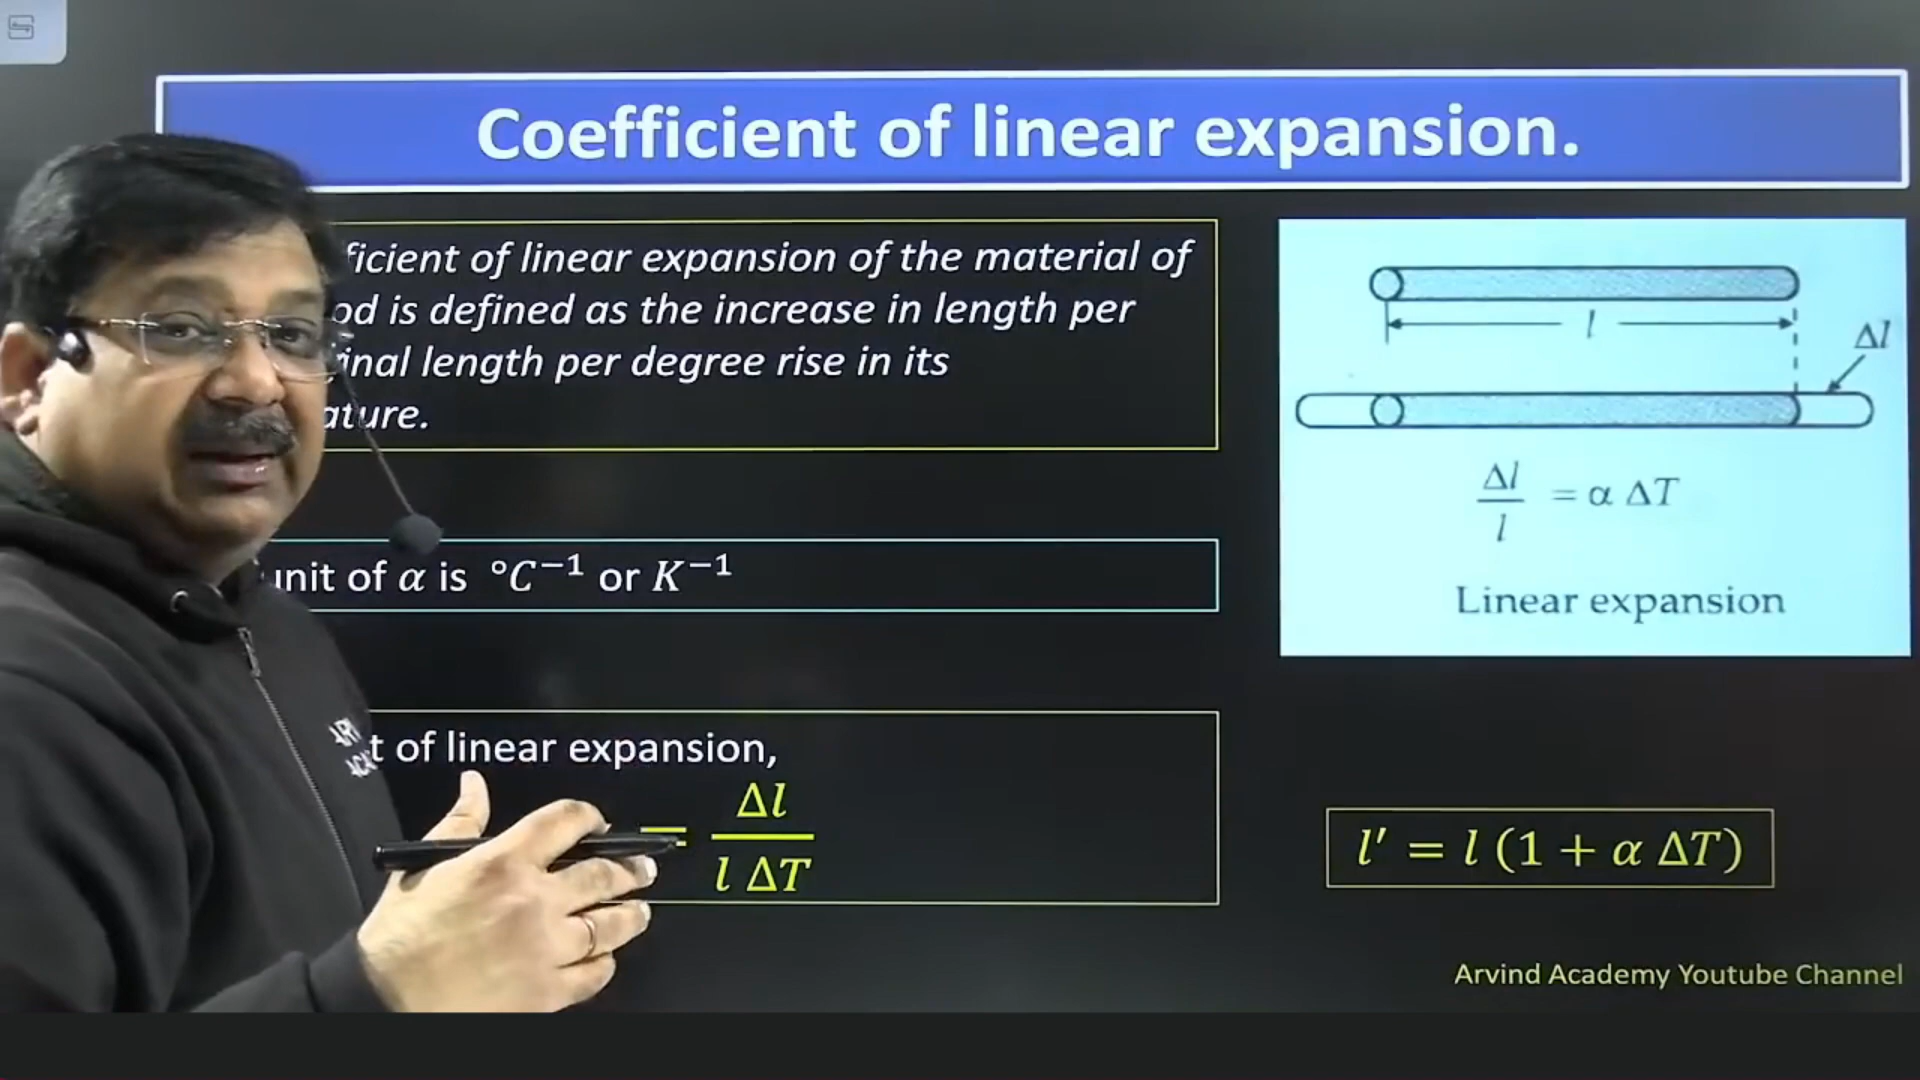 Coefficient of linear expansion.
ficient of linear expansion of the material of
od is defined as the increase in length per
inal length per degree rise in its
ature.
unit of α is °C⁻¹ or K⁻¹
t of linear expansion,
= Δl / l ΔT
l
Δl
Δl / l = α ΔT
Linear expansion
l′ = l (1 + α ΔT)
Arvind Academy Youtube Channel